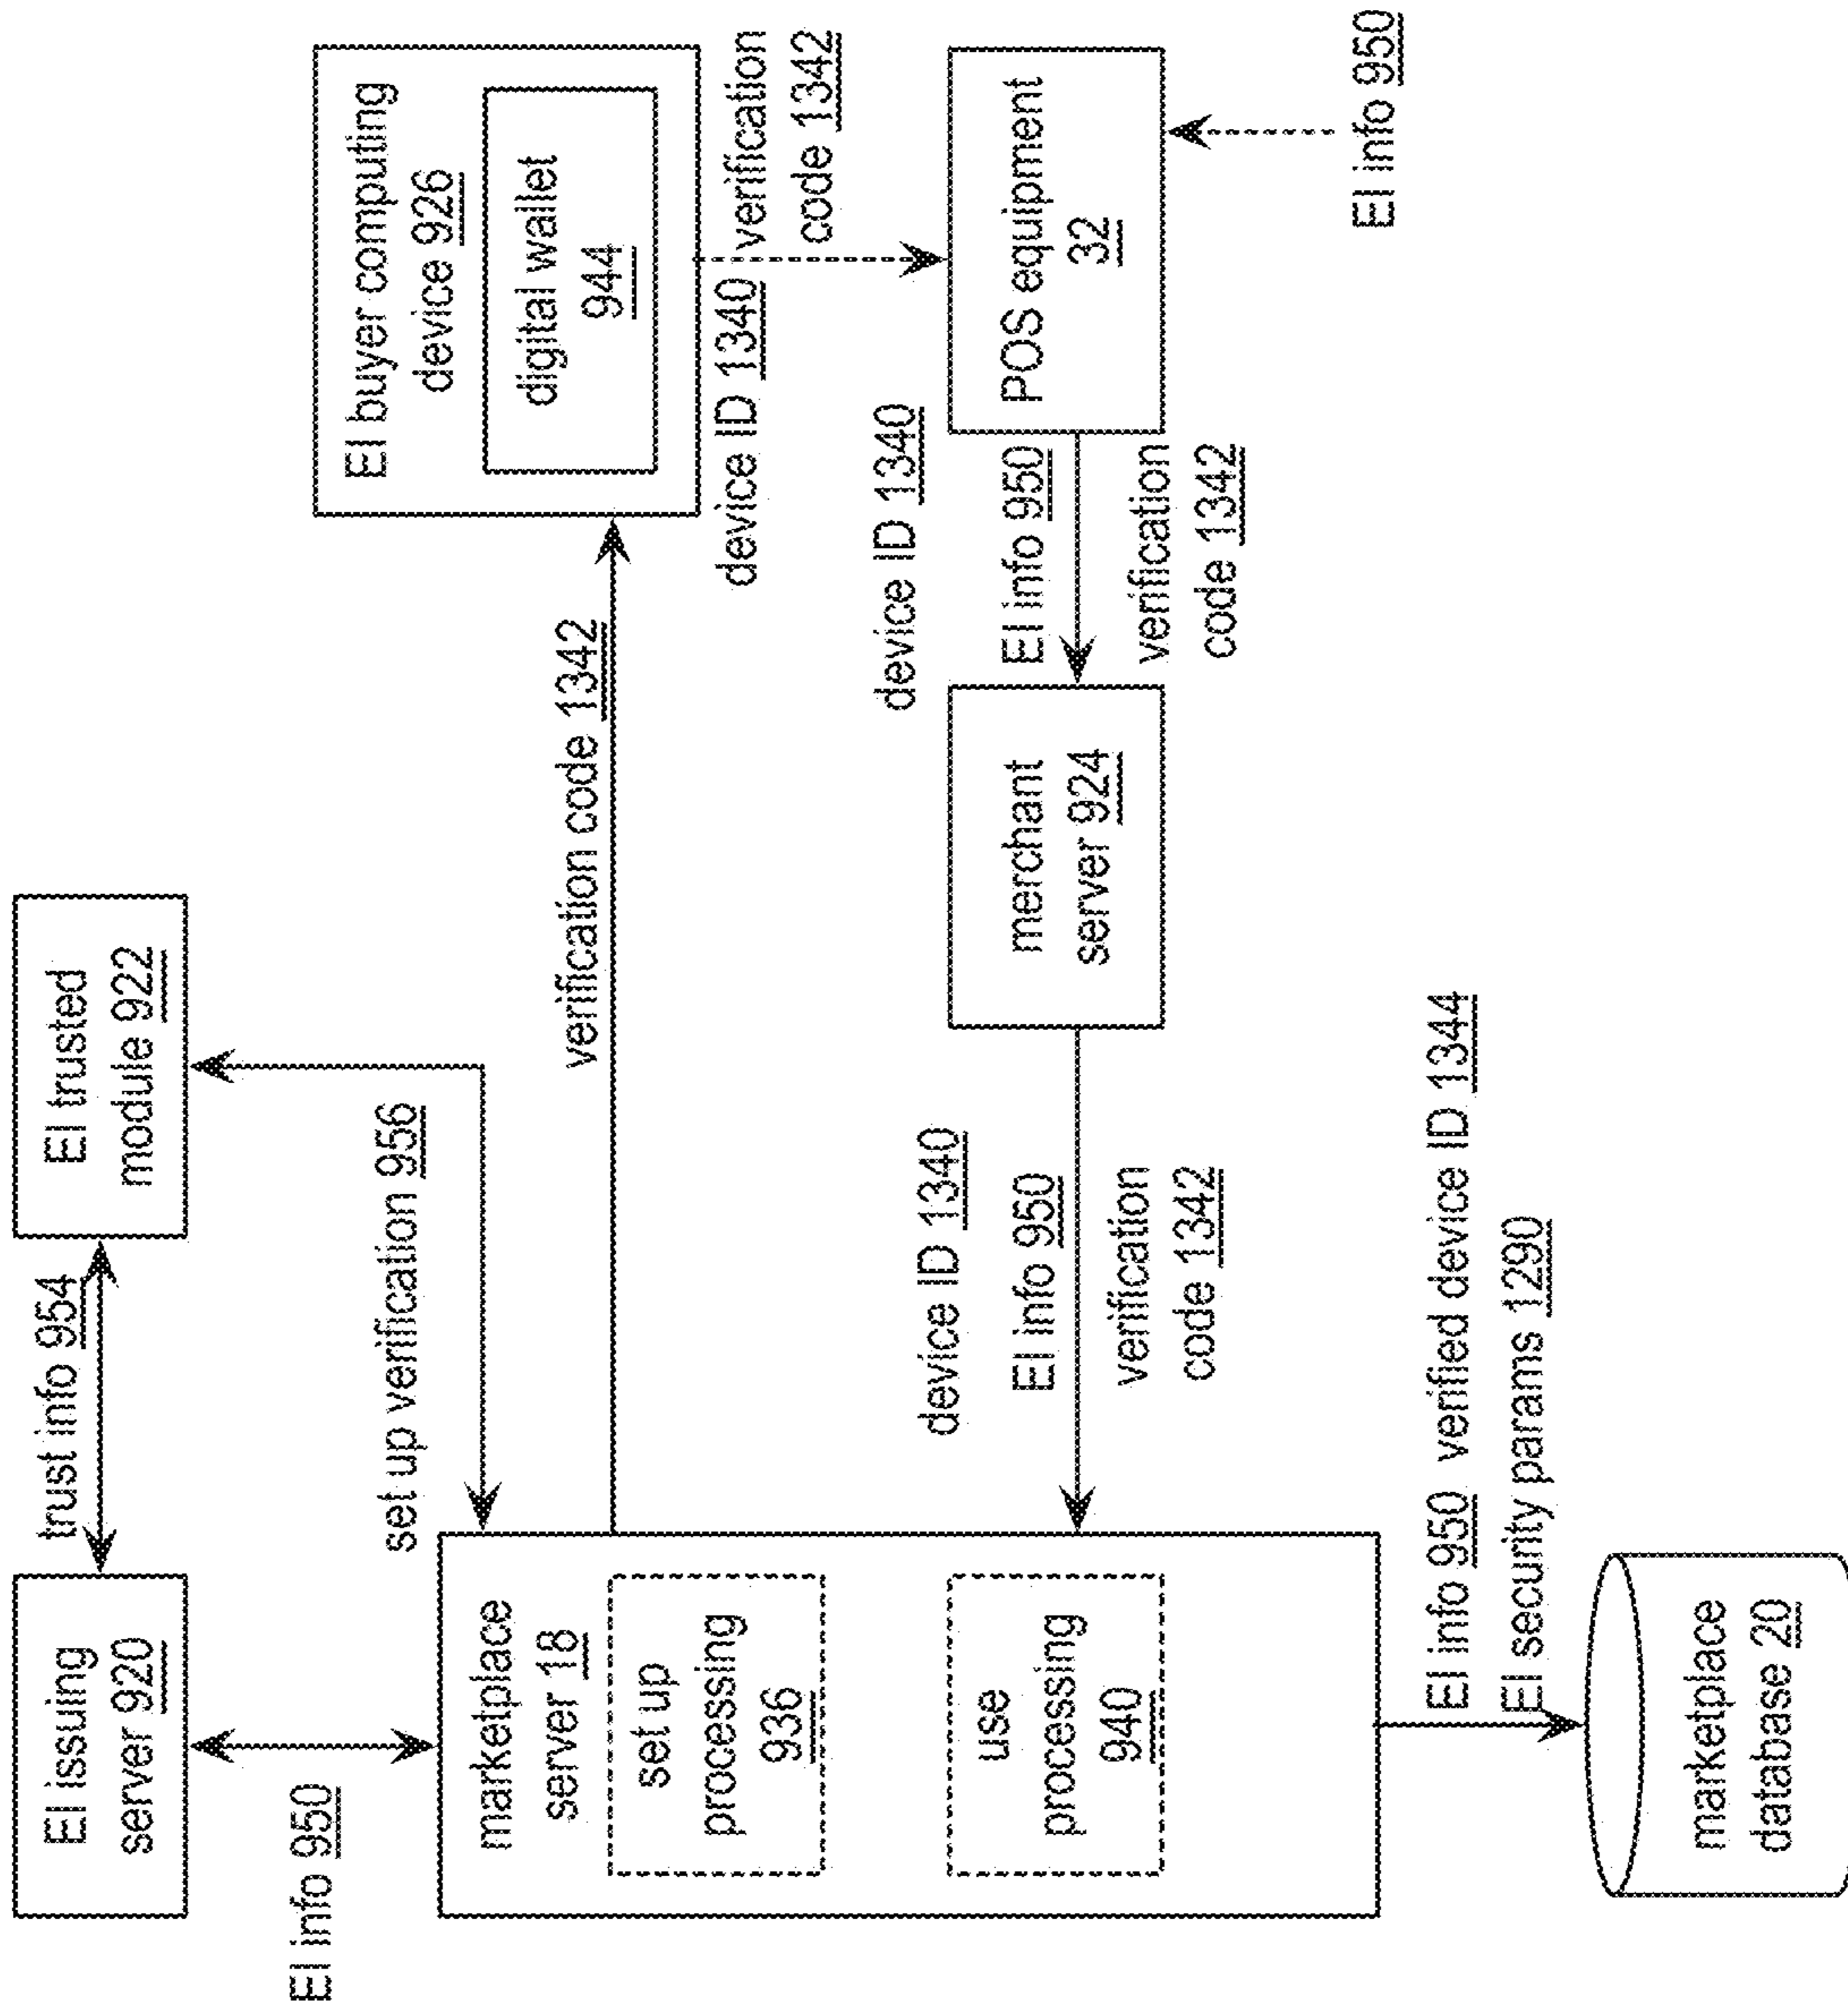 EI issuing
server 920
trust info 954
EI trusted
module 922
EI info 950
set up verification 956
marketplace
server 18
set up
processing
936
use
processing
940
verification code 1342
EI buyer computing
device 926
digital wallet
944
device ID 1340
verification
code 1342
device ID 1340
EI info 950
verification
code 1342
merchant
server 924
device ID 1340
EI info 950
verification
code 1342
POS equipment
32
EI info 950
EI info 950 verified device ID 1344
EI security params 1290
marketplace
database 20